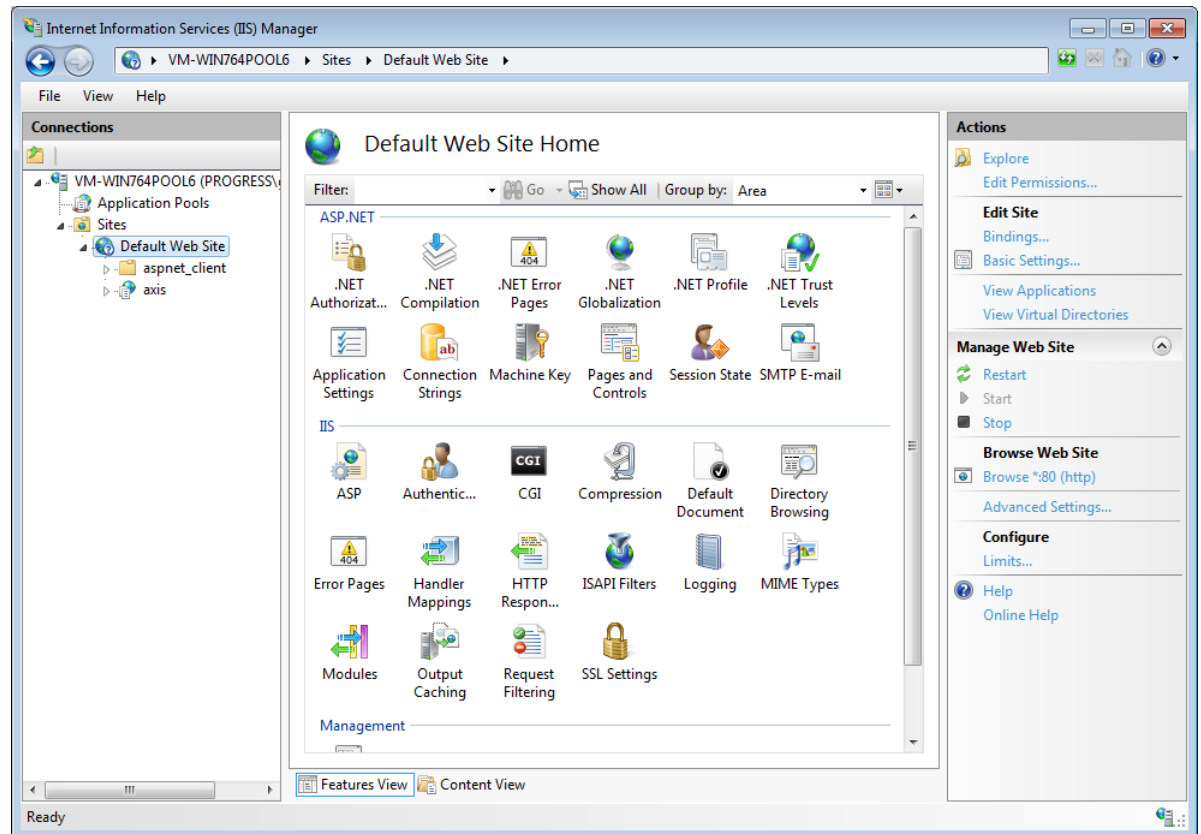 Internet Information Services (IIS) Manager
VM-WIN764POOL6 Sites Default Web Site
File View Help
Connections
VM-WIN764POOL6 (PROGRESS\
Application Pools
Sites
Default Web Site
aspnet_client
axis
Default Web Site Home
Filter: Go Show All Group by: Area
ASP.NET
.NET Authorizat...
.NET Compilation
404
.NET Error Pages
.NET Globalization
.NET Profile
.NET Trust Levels
Application Settings
ab
Connection Strings
Machine Key
Pages and Controls
Session State
SMTP E-mail
IIS
ASP
Authentic...
CGI
CGI
Compression
Default Document
Directory Browsing
404
Error Pages
Handler Mappings
HTTP Respon...
ISAPI Filters
Logging
MIME Types
Modules
Output Caching
Request Filtering
SSL Settings
Management
Features View Content View
Actions
Explore
Edit Permissions...
Edit Site
Bindings...
Basic Settings...
View Applications
View Virtual Directories
Manage Web Site
Restart
Start
Stop
Browse Web Site
Browse *:80 (http)
Advanced Settings...
Configure
Limits...
Help
Online Help
Ready